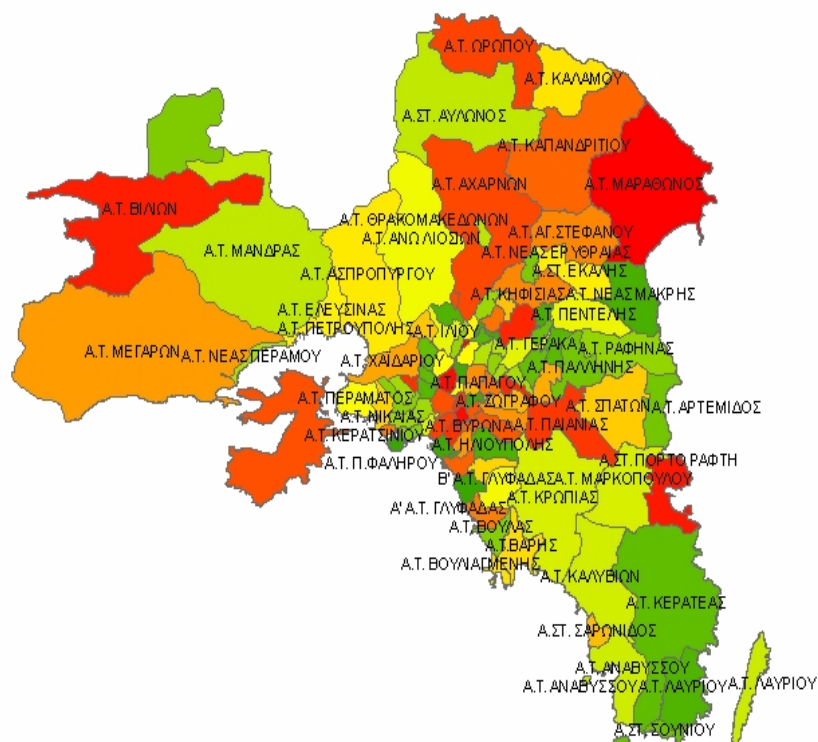 Α.Τ. ΩΡΩΠΟΥ
Α.Τ. ΚΑΛΑΜΟΥ
Α.ΣΤ. ΑΥΛΩΝΟΣ
Α.Τ. ΚΑΠΑΝΔΡΙΤΙΟΥ
Α.Τ. ΑΧΑΡΝΩΝ
Α.Τ. ΜΑΡΑΘΩΝΟΣ
Α.Τ. ΒΙΛΙΩΝ
Α.Τ. ΘΡΑΚΟΜΑΚΕΔΟΝΩΝ
Α.Τ. ΑΓ.ΣΤΕΦΑΝΟΥ
Α.Τ. ΑΝΩ ΛΙΟΣΙΩΝ
Α.Τ. ΜΑΝΔΡΑΣ
Α.Τ. ΝΕΑΣ ΕΡΥΘΡΑΙΑΣ
Α.Τ. ΑΣΠΡΟΠΥΡΓΟΥ
Α.ΣΤ. ΕΚΑΛΗΣ
Α.Τ. ΚΗΦΙΣΙΑΣ
Α.Τ. ΝΕΑΣ ΜΑΚΡΗΣ
Α.Τ. ΕΛΕΥΣΙΝΑΣ
Α.Τ. ΠΕΝΤΕΛΗΣ
Α.Τ. ΠΕΤΡΟΥΠΟΛΗΣ
Α.Τ. ΙΛΙΟΥ
Α.Τ. ΓΕΡΑΚΑ
Α.Τ. ΡΑΦΗΝΑΣ
Α.Τ. ΜΕΓΑΡΩΝ
Α.Τ. ΝΕΑΣ ΠΕΡΑΜΟΥ
Α.Τ. ΧΑΪΔΑΡΙΟΥ
Α.Τ. ΠΑΛΛΗΝΗΣ
Α.Τ. ΠΑΠΑΓΟΥ
Α.Τ. ΠΕΡΑΜΑΤΟΣ
Α.Τ. ΖΩΓΡΑΦΟΥ
Α.Τ. ΣΠΑΤΩΝ
Α.Τ. ΑΡΤΕΜΙΔΟΣ
Α.Τ. ΝΙΚΑΙΑΣ
Α.Τ. ΒΥΡΩΝΑ
Α.Τ. ΠΑΙΑΝΙΑΣ
Α.Τ. ΚΕΡΑΤΣΙΝΙΟΥ
Α.Τ. ΗΛΙΟΥΠΟΛΗΣ
Α.Τ. Π.ΦΑΛΗΡΟΥ
Α.ΣΤ. ΠΟΡΤΟ ΡΑΦΤΗ
Β' Α.Τ. ΓΛΥΦΑΔΑΣ
Α.Τ. ΜΑΡΚΟΠΟΥΛΟΥ
Α.Τ. ΚΡΩΠΙΑΣ
Α' Α.Τ. ΓΛΥΦΑΔΑΣ
Α.Τ. ΒΟΥΛΑΣ
Α.Τ.ΒΑΡΗΣ
Α.Τ. ΒΟΥΛΙΑΓΜΕΝΗΣ
Α.Τ. ΚΑΛΥΒΙΩΝ
Α.Τ. ΚΕΡΑΤΕΑΣ
Α.ΣΤ. ΣΑΡΩΝΙΔΟΣ
Α.Τ. ΑΝΑΒΥΣΣΟΥ
Α.Τ. ΑΝΑΒΥΣΣΟΥ
Α.Τ. ΛΑΥΡΙΟΥ
Α.Τ. ΛΑΥΡΙΟΥ
Α.ΣΤ. ΣΟΥΝΙΟΥ